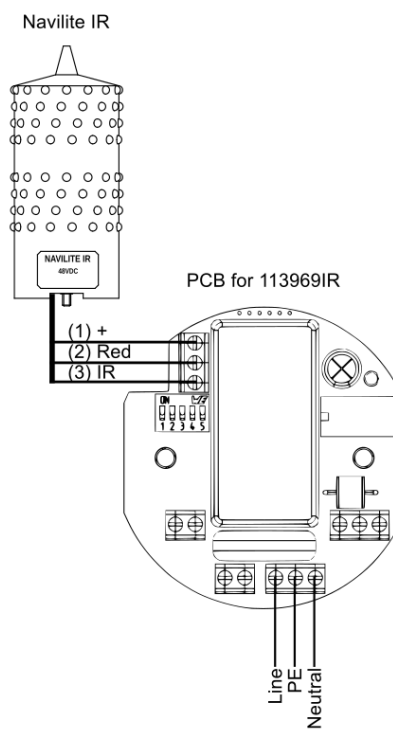 Navilite IR
NAVILITE IR
48VDC
PCB for 113969IR
(1) +
(2) Red
(3) IR
ON
1 2 3 4 5
Line
PE
Neutral